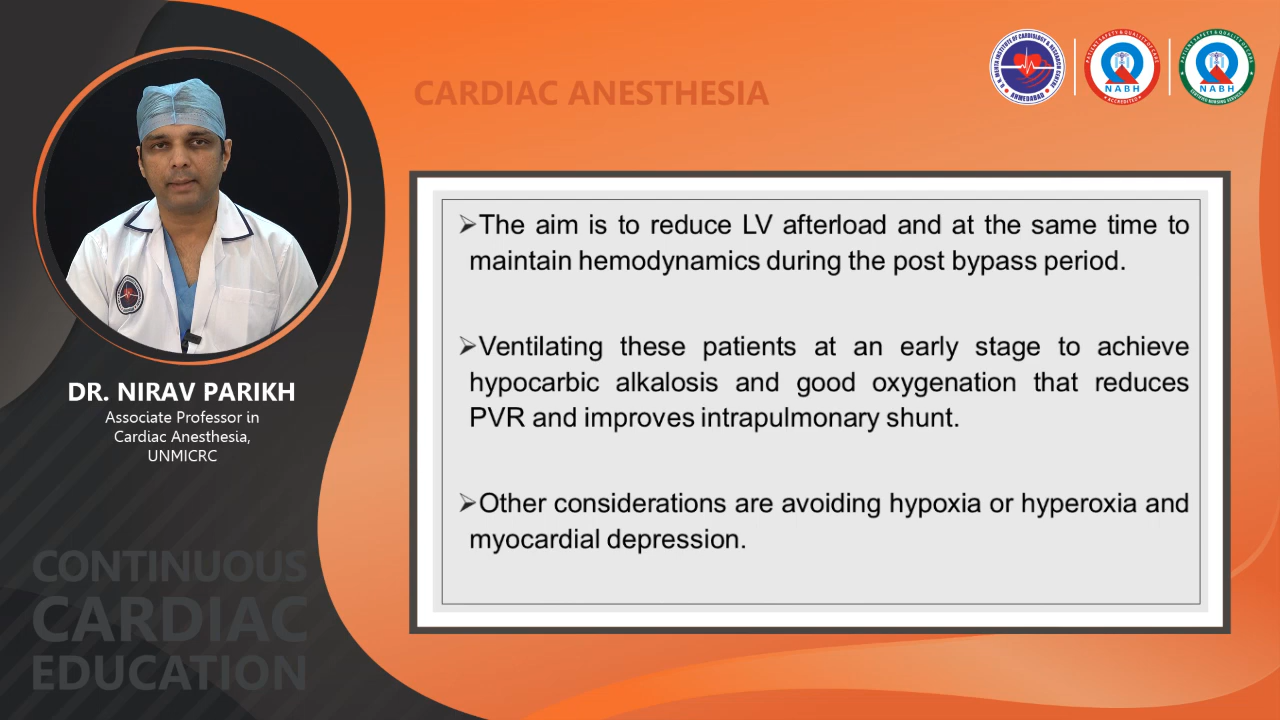 CARDIAC ANESTHESIA
NABH
ACCREDITED
NABH
➢The aim is to reduce LV afterload and at the same time to
maintain hemodynamics during the post bypass period.
➢Ventilating these patients at an early stage to achieve
hypocarbic alkalosis and good oxygenation that reduces
PVR and improves intrapulmonary shunt.
➢Other considerations are avoiding hypoxia or hyperoxia and
myocardial depression.
DR. NIRAV PARIKH
Associate Professor in
Cardiac Anesthesia,
UNMICRC
CONTINUOUS
CARDIAC
EDUCATION